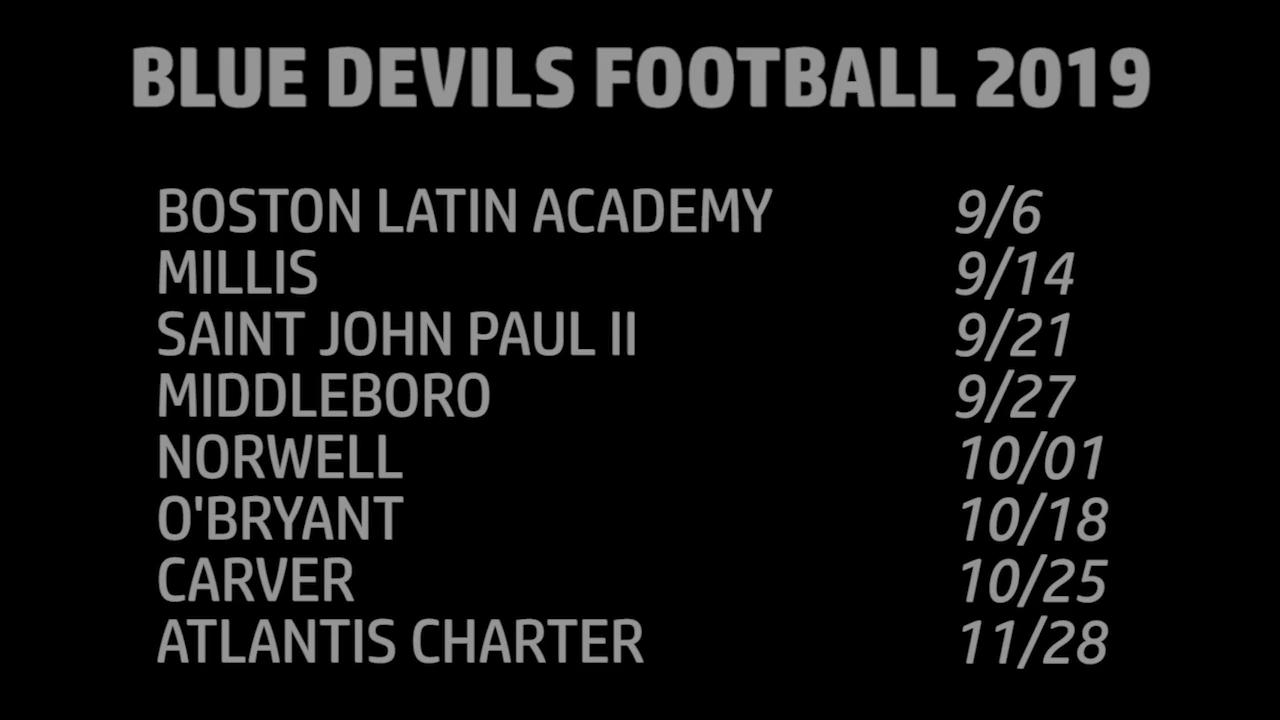 BLUE DEVILS FOOTBALL 2019
BOSTON LATIN ACADEMY 9/6
MILLIS 9/14
SAINT JOHN PAUL II 9/21
MIDDLEBORO 9/27
NORWELL 10/01
O'BRYANT 10/18
CARVER 10/25
ATLANTIS CHARTER 11/28